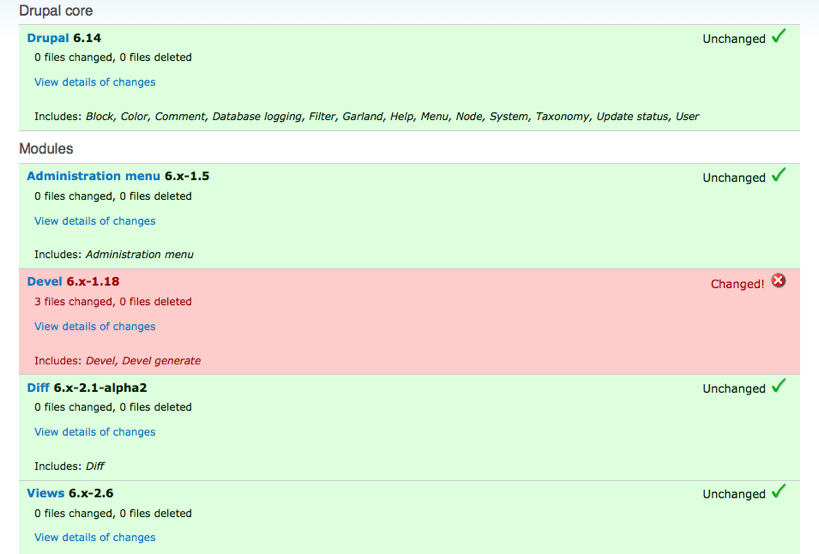 Drupal core
Drupal 6.14 Unchanged
0 files changed, 0 files deleted
View details of changes
Includes: Block, Color, Comment, Database logging, Filter, Garland, Help, Menu, Node, System, Taxonomy, Update status, User
Modules
Administration menu 6.x-1.5 Unchanged
0 files changed, 0 files deleted
View details of changes
Includes: Administration menu
Devel 6.x-1.18 Changed!
3 files changed, 0 files deleted
View details of changes
Includes: Devel, Devel generate
Diff 6.x-2.1-alpha2 Unchanged
0 files changed, 0 files deleted
View details of changes
Includes: Diff
Views 6.x-2.6 Unchanged
0 files changed, 0 files deleted
View details of changes